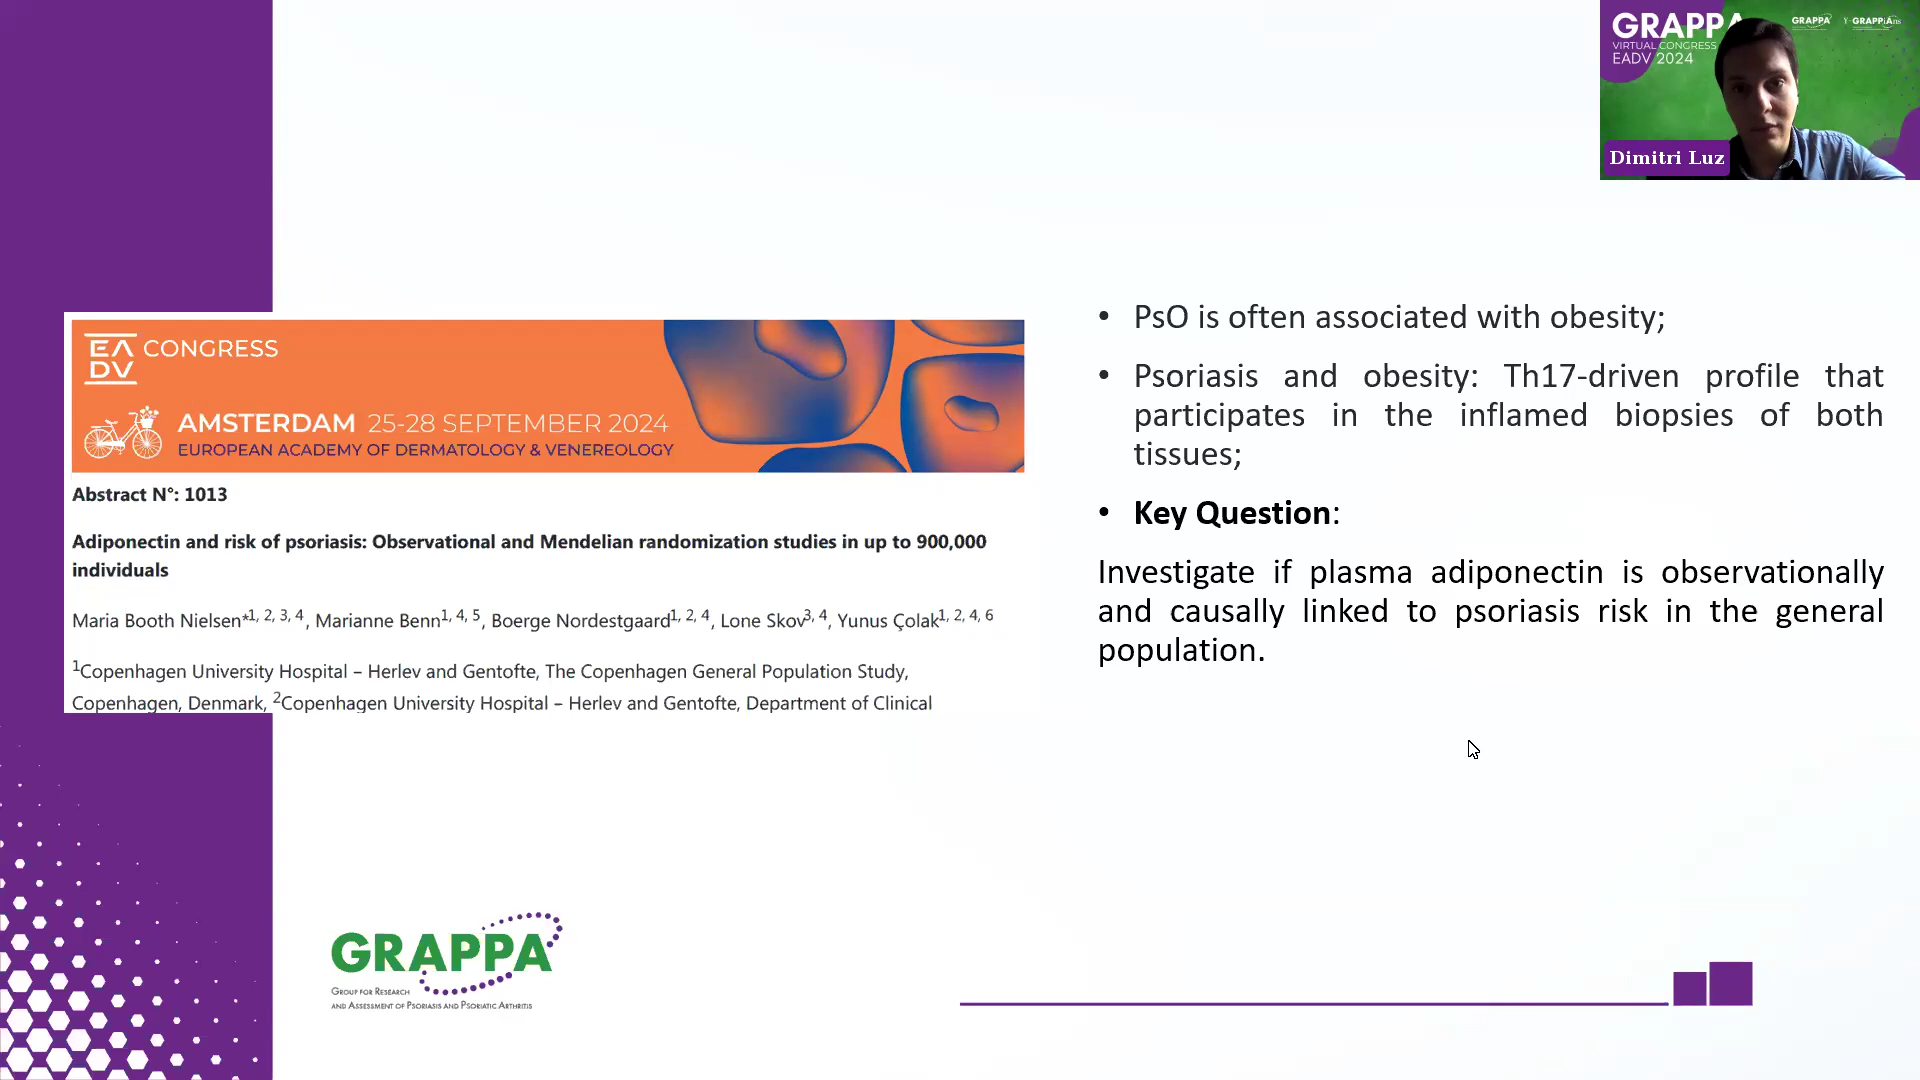 GRAPPA
VIRTUAL CONGRESS
EADV 2024
GRAPPA
Y-GRAPPAans
Dimitri Luz
EA
DV
CONGRESS
AMSTERDAM 25-28 SEPTEMBER 2024
EUROPEAN ACADEMY OF DERMATOLOGY & VENEREOLOGY
Abstract N°: 1013
Adiponectin and risk of psoriasis: Observational and Mendelian randomization studies in up to 900,000
individuals
Maria Booth Nielsen*1, 2, 3, 4, Marianne Benn1, 4, 5, Boerge Nordestgaard1, 2, 4, Lone Skov3, 4, Yunus Çolak1, 2, 4, 6
1Copenhagen University Hospital – Herlev and Gentofte, The Copenhagen General Population Study,
Copenhagen, Denmark, 2Copenhagen University Hospital – Herlev and Gentofte, Department of Clinical
• PsO is often associated with obesity;
• Psoriasis and obesity: Th17-driven profile that
participates in the inflamed biopsies of both
tissues;
• Key Question:
Investigate if plasma adiponectin is observationally
and causally linked to psoriasis risk in the general
population.
GRAPPA
GROUP FOR RESEARCH
AND ASSESSMENT OF PSORIASIS AND PSORIATIC ARTHRITIS